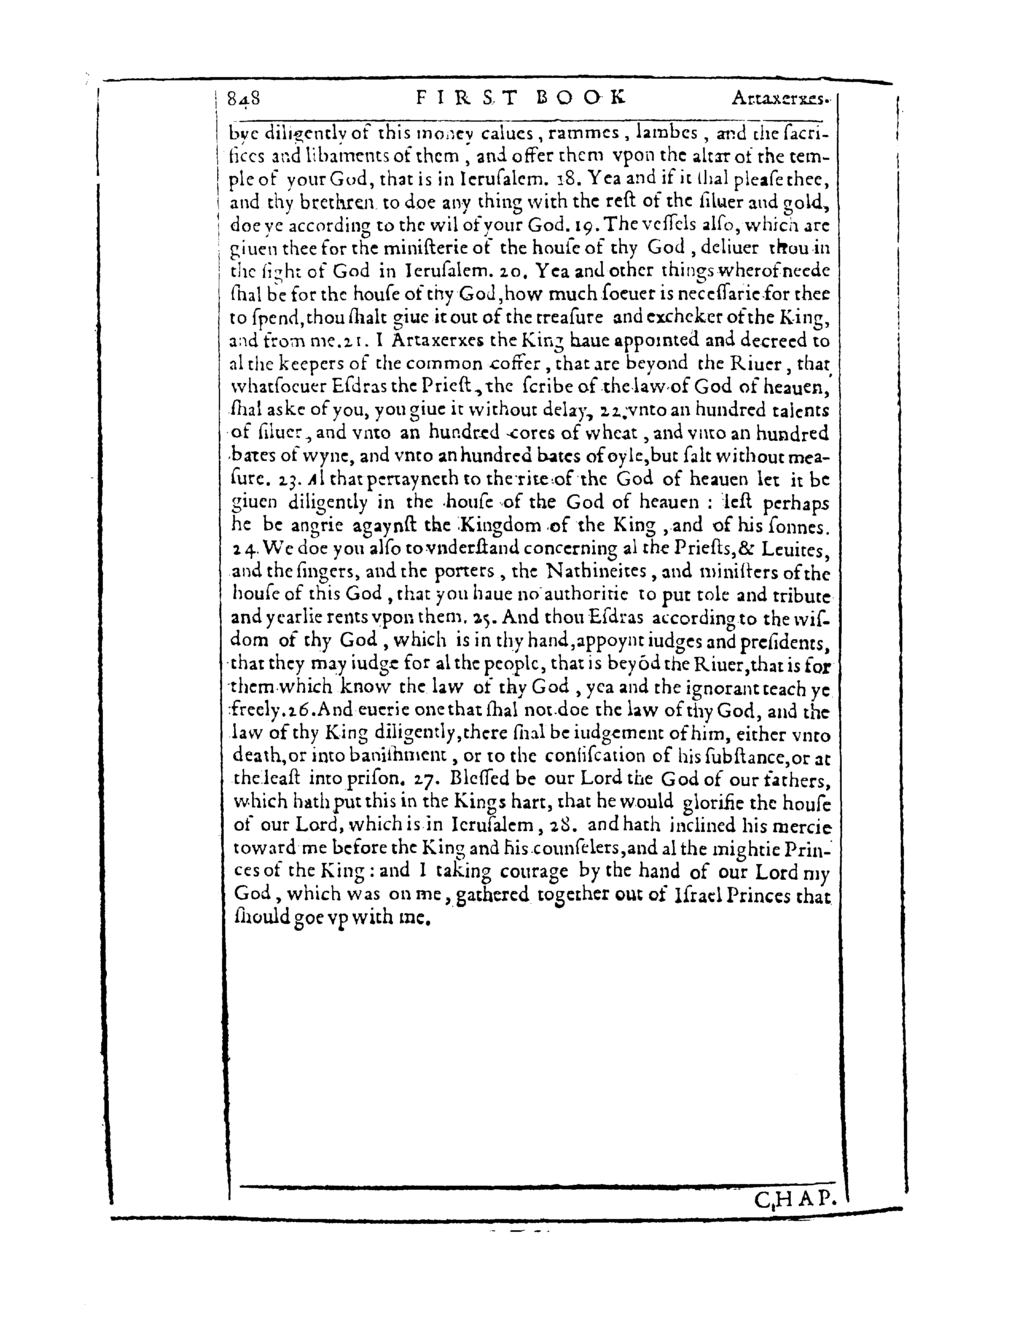 848 FIRST BOOK Artaxerxes.
bye diligently of this money calues, rammes, lambes, and the ſacri-
fices and libaments of them, and offer them vpon the altar of the tem-
ple of your God, that is in Ieruſalem. 18. Yea and if it ſhal pleaſe thee,
and thy brethren to doe any thing with the reſt of the ſiluer and gold,
doe ye according to the wil of your God. 19. The veſſels alſo, which are
giuen thee for the miniſterie of the houſe of thy God, deliuer thou in
the ſight of God in Ieruſalem. 20. Yea and other things wherof neede
ſhal be for the houſe of thy God, how much ſoeuer is neceſſarie for thee
to ſpend, thou ſhalt giue it out of the treaſure and excheker of the King,
and from me. 21. I Artaxerxes the King haue appointed and decreed to
al the keepers of the common coffer, that are beyond the Riuer, that
whatſocuer Eſdras the Prieſt, the ſcribe of the law of God of heauen,
ſhal aske of you, you giue it without delay, 22. vnto an hundred talents
of ſiluer, and vnto an hundred cores of wheat, and vnto an hundred
bates of wyne, and vnto an hundred bates of oyle, but ſalt without mea-
ſure. 23. Al that pertayneth to the rite of the God of heauen let it be
giuen diligently in the houſe of the God of heauen : leſt perhaps
he be angrie agaynſt the Kingdom of the King, and of his ſonnes.
24. We doe you alſo to vnderſtand concerning al the Prieſts, & Leuites,
and the ſingers, and the porters, the Nathineites, and miniſters of the
houſe of this God, that you haue no authoritie to put tole and tribute
and yearlie rents vpon them. 25. And thou Eſdras according to the wiſ-
dom of thy God, which is in thy hand, appoynt iudges and preſidents,
that they may iudge for al the people, that is beyōd the Riuer, that is for
them which know the law of thy God, yea and the ignorant teach ye
freely. 26. And euerie one that ſhal not doe the law of thy God, and the
law of thy King diligently, there ſhal be iudgement of him, either vnto
death, or into baniſhment, or to the confiſcation of his ſubſtance, or at
the leaſt into priſon. 27. Bleſſed be our Lord the God of our fathers,
which hath put this in the Kings hart, that he would glorifie the houſe
of our Lord, which is in Ieruſalem, 28. and hath inclined his mercie
toward me before the King and his counſelers, and al the mightie Prin-
ces of the King : and I taking courage by the hand of our Lord my
God, which was on me, gathered together out of Iſrael Princes that
ſhould goe vp with me.
CHAP.